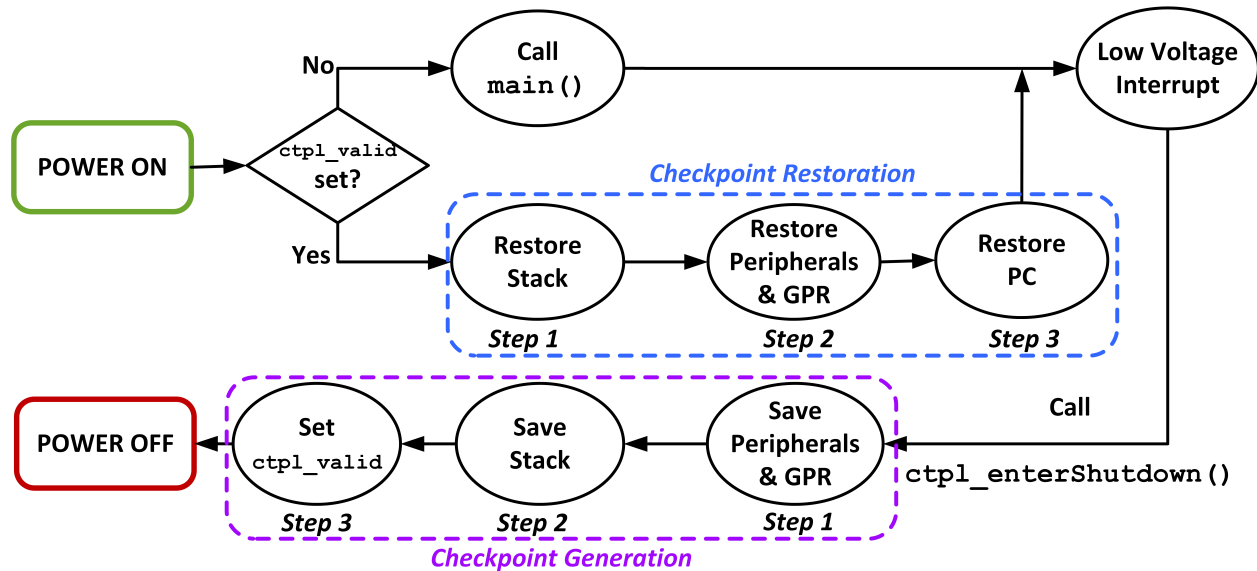 No
Call
main()
Low Voltage
Interrupt
POWER ON
ctpl_valid
set?
Checkpoint Restoration
Yes
Restore
Stack
Restore
Peripherals
& GPR
Restore
PC
Step 1
Step 2
Step 3
Call
ctpl_enterShutdown()
POWER OFF
Set
ctpl_valid
Save
Stack
Save
Peripherals
& GPR
Step 3
Step 2
Step 1
Checkpoint Generation